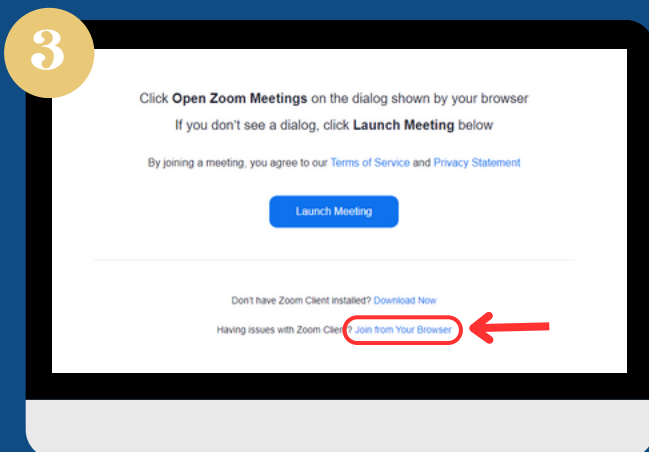 3
Click Open Zoom Meetings on the dialog shown by your browser
If you don't see a dialog, click Launch Meeting below
By joining a meeting, you agree to our Terms of Service and Privacy Statement
Launch Meeting
Don't have Zoom Client installed? Download Now
Having issues with Zoom Client? Join from Your Browser